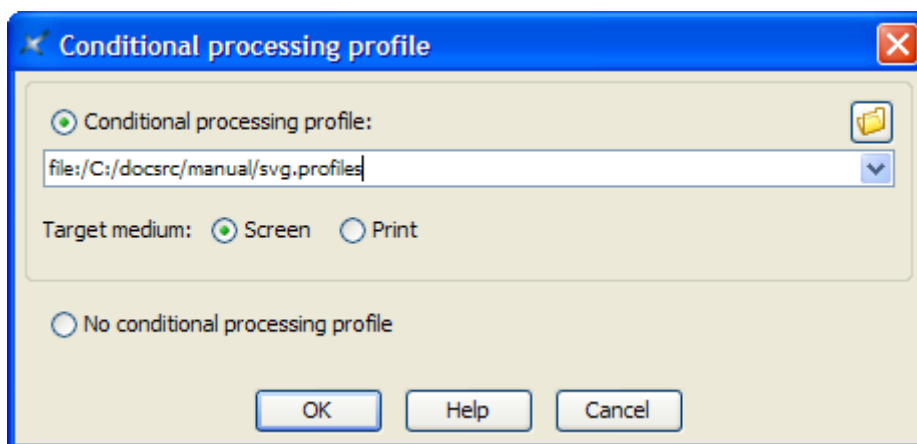 Conditional processing profile
Conditional processing profile:
file:/C:/docsrc/manual/svg.profiles
Target medium: Screen Print
No conditional processing profile
OK Help Cancel